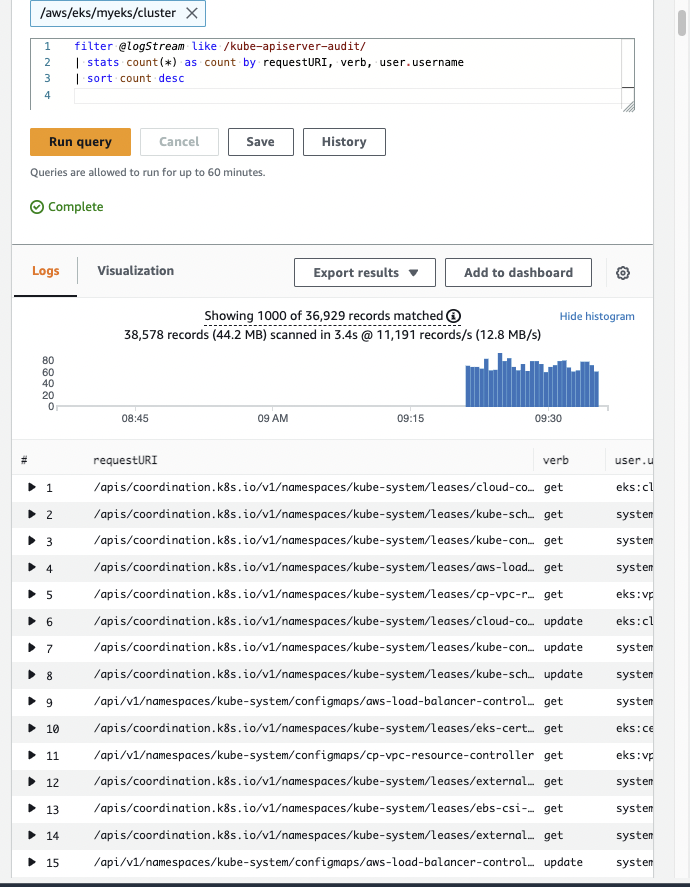 /aws/eks/myeks/cluster
1 filter @logStream like /kube-apiserver-audit/
2 | stats count(*) as count by requestURI, verb, user.username
3 | sort count desc
4
Run query Cancel Save History
Queries are allowed to run for up to 60 minutes.
Complete
Logs Visualization Export results Add to dashboard
Showing 1000 of 36,929 records matched
Hide histogram
38,578 records (44.2 MB) scanned in 3.4s @ 11,191 records/s (12.8 MB/s)
80
60
40
20
0
08:45 09 AM 09:15 09:30
# requestURI verb user.u
1 /apis/coordination.k8s.io/v1/namespaces/kube-system/leases/cloud-co… get eks:cl
2 /apis/coordination.k8s.io/v1/namespaces/kube-system/leases/kube-sch… get system
3 /apis/coordination.k8s.io/v1/namespaces/kube-system/leases/kube-con… get system
4 /apis/coordination.k8s.io/v1/namespaces/kube-system/leases/aws-load… get system
5 /apis/coordination.k8s.io/v1/namespaces/kube-system/leases/cp-vpc-r… get eks:vp
6 /apis/coordination.k8s.io/v1/namespaces/kube-system/leases/cloud-co… update eks:cl
7 /apis/coordination.k8s.io/v1/namespaces/kube-system/leases/kube-con… update system
8 /apis/coordination.k8s.io/v1/namespaces/kube-system/leases/kube-sch… update system
9 /api/v1/namespaces/kube-system/configmaps/aws-load-balancer-control… get system
10 /apis/coordination.k8s.io/v1/namespaces/kube-system/leases/eks-cert… get eks:ce
11 /api/v1/namespaces/kube-system/configmaps/cp-vpc-resource-controller get eks:vp
12 /apis/coordination.k8s.io/v1/namespaces/kube-system/leases/external… get system
13 /apis/coordination.k8s.io/v1/namespaces/kube-system/leases/ebs-csi-… get system
14 /apis/coordination.k8s.io/v1/namespaces/kube-system/leases/external… get system
15 /api/v1/namespaces/kube-system/configmaps/aws-load-balancer-control… update system